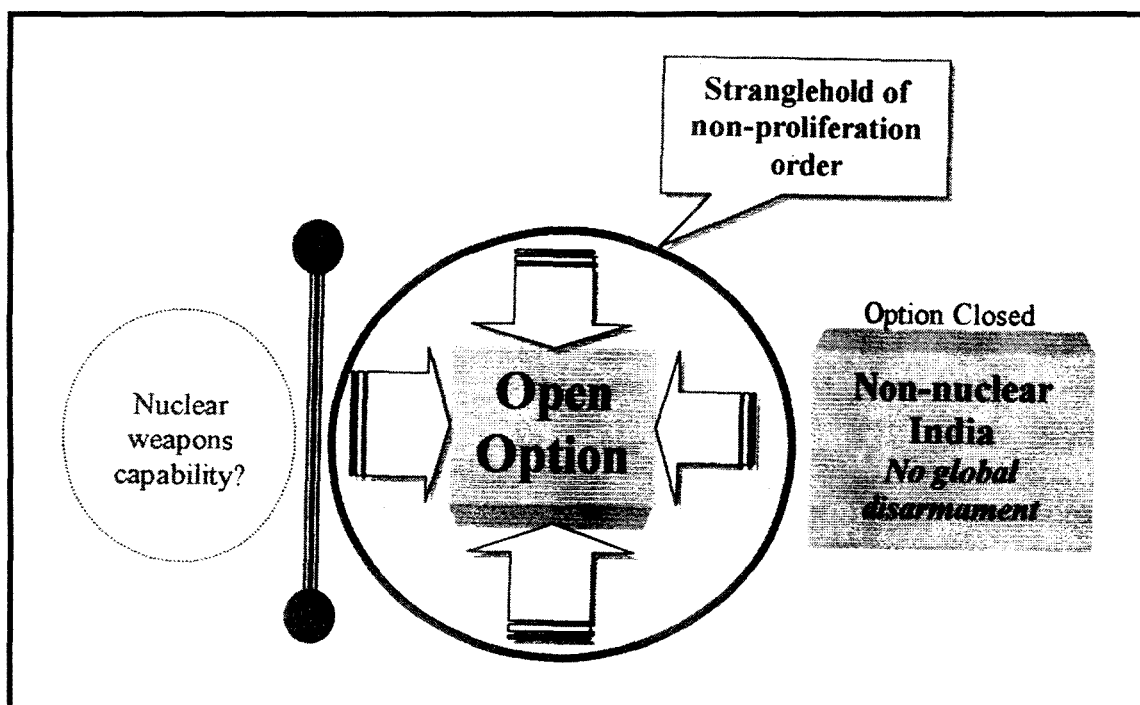 Stranglehold of
non-proliferation
order
Nuclear
weapons
capability?
Open
Option
Option Closed
Non-nuclear
India
No global
disarmament